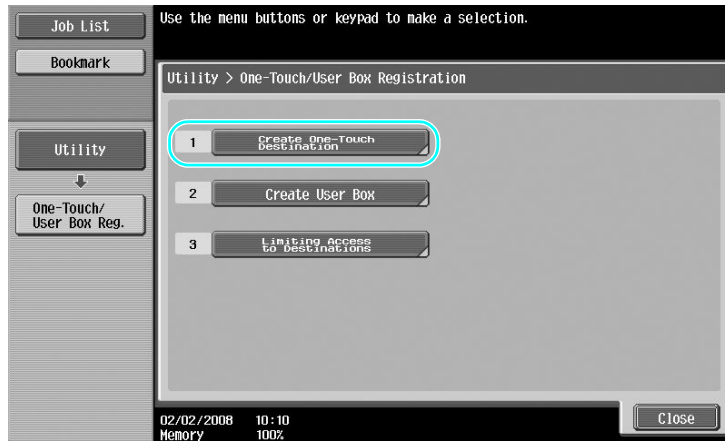 Job List
Use the menu buttons or keypad to make a selection.
Bookmark
Utility > One-Touch/User Box Registration
Utility
One-Touch/
User Box Reg.
1 Create One-Touch
Destination
2 Create User Box
3 Limiting Access
to Destinations
02/02/2008 10:10
Memory 100%
Close